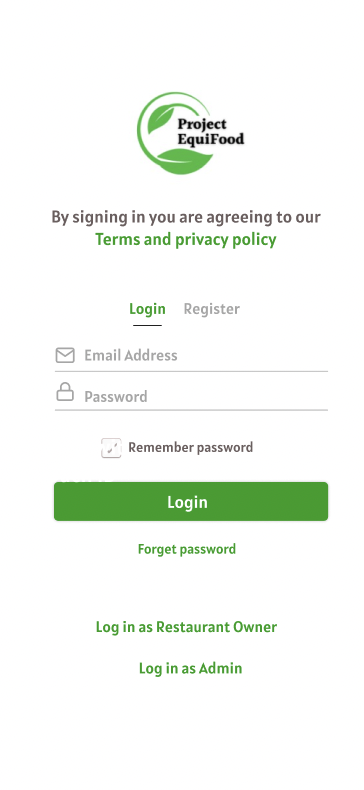 Project
EquiFood
By signing in you are agreeing to our
Terms and privacy policy
Login Register
Email Address
Password
Remember password
Login
Forget password
Log in as Restaurant Owner
Log in as Admin